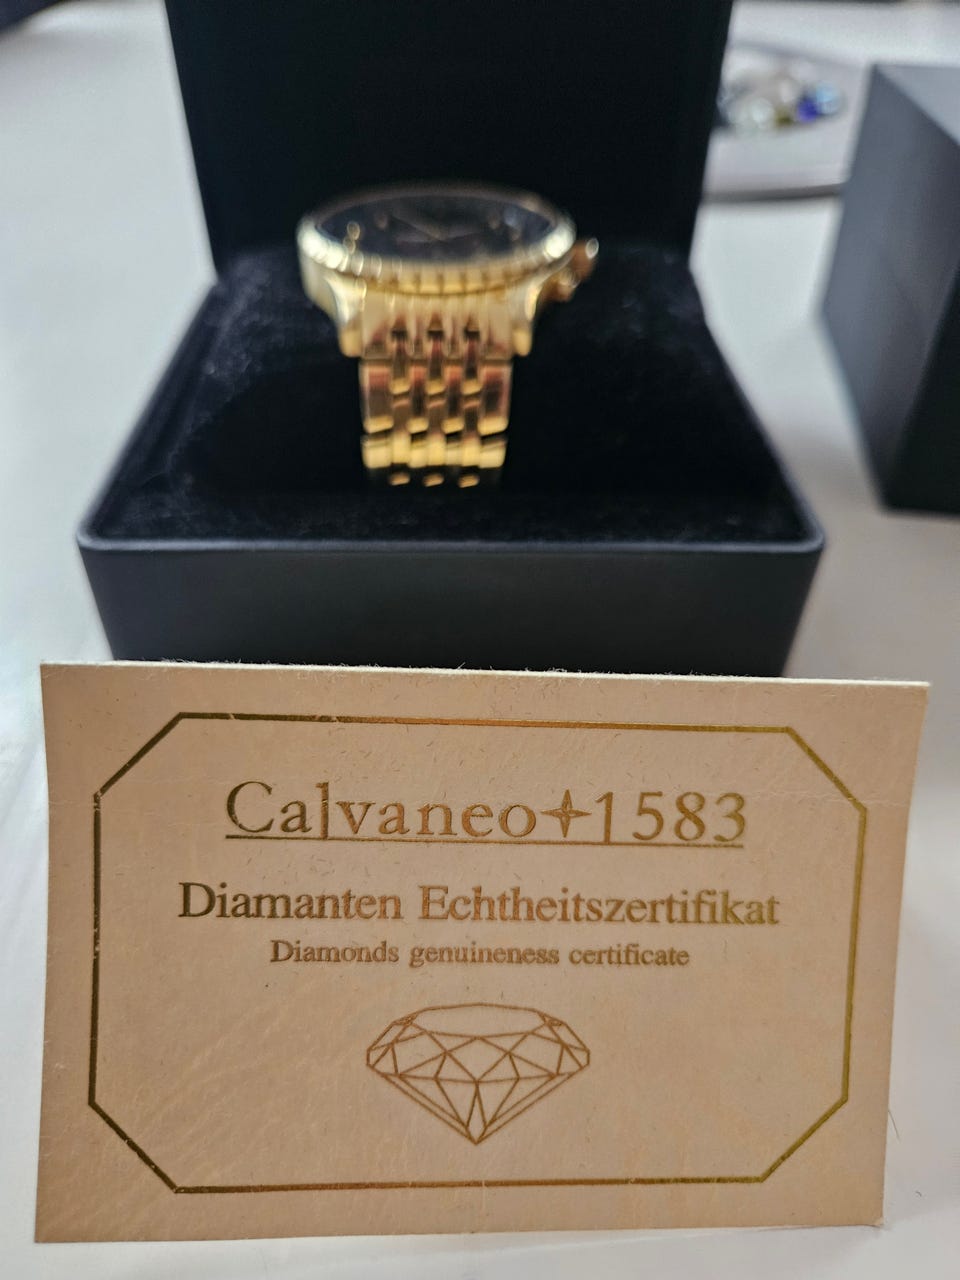 Calvaneo✦1583
Diamanten Echtheitszertifikat
Diamonds genuineness certificate